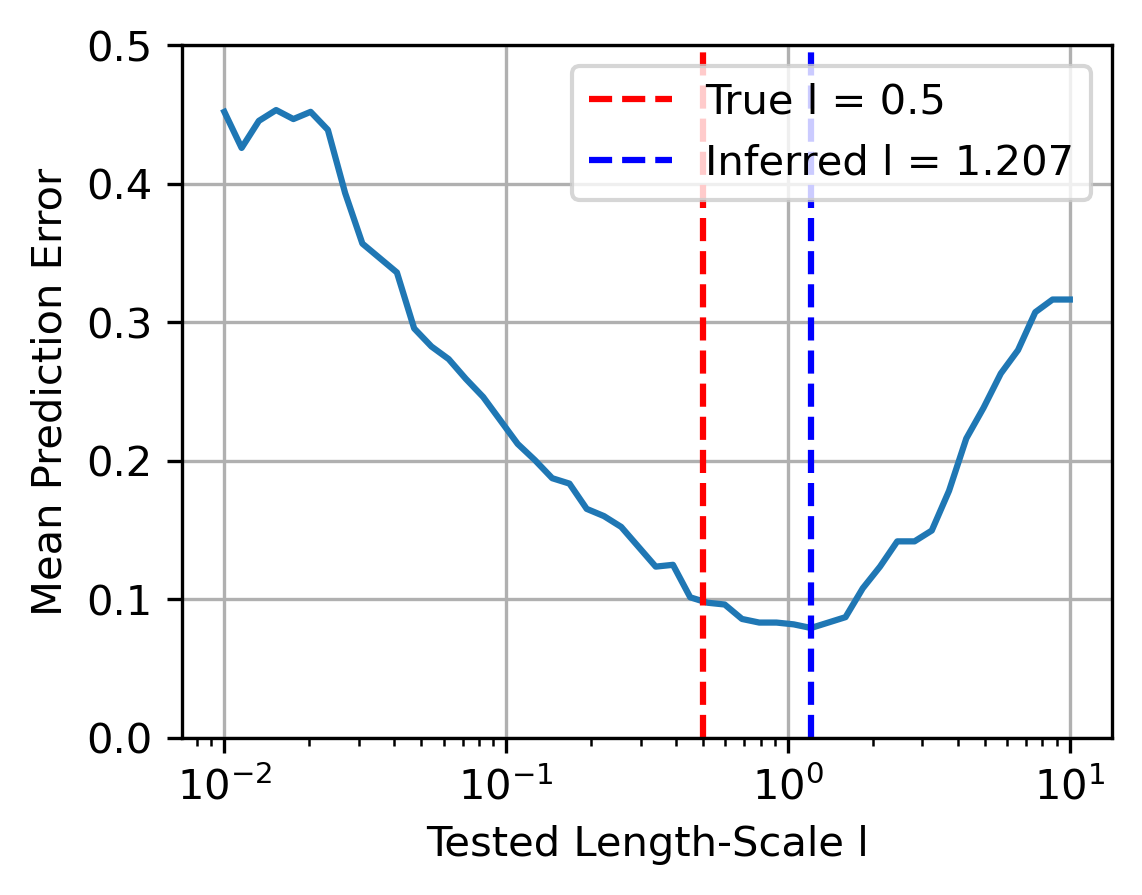 0.5
0.4
0.3
0.2
0.1
0.0
Mean Prediction Error
True l = 0.5
Inferred l = 1.207
10⁻² 10⁻¹ 10⁰ 10¹
Tested Length-Scale l